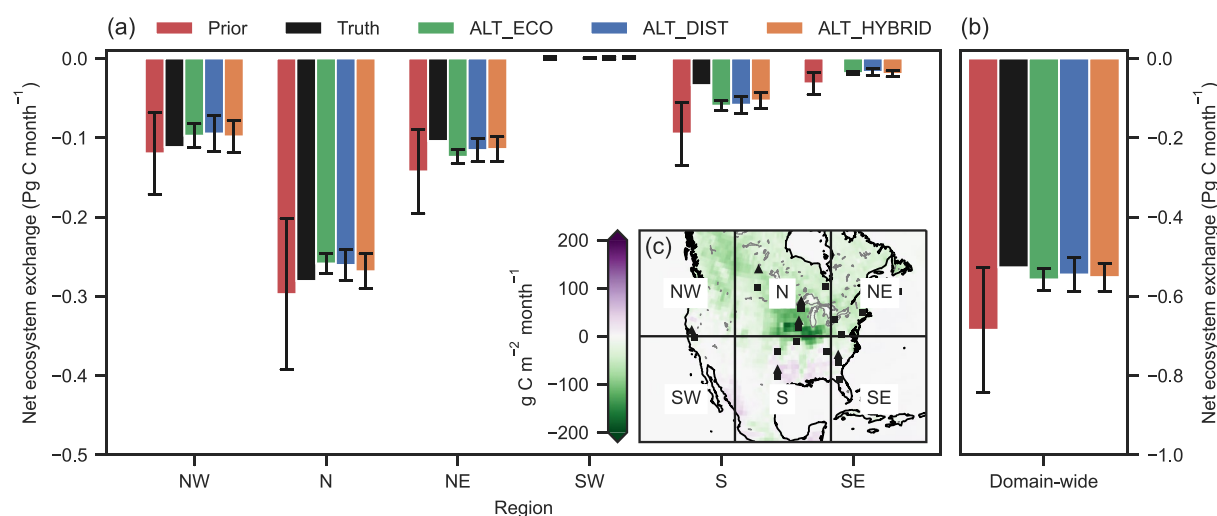 (a) Prior Truth ALT_ECO ALT_DIST ALT_HYBRID (b)
Net ecosystem exchange (Pg C month⁻¹)
0.0
−0.1
−0.2
−0.3
−0.4
−0.5
NW N NE SW S SE
Region
(c)
g C m⁻² month⁻¹
200
100
0
−100
−200
NW N NE
SW S SE
−0.0
−0.2
−0.4
−0.6
−0.8
−1.0
Net ecosystem exchange (Pg C month⁻¹)
Domain-wide